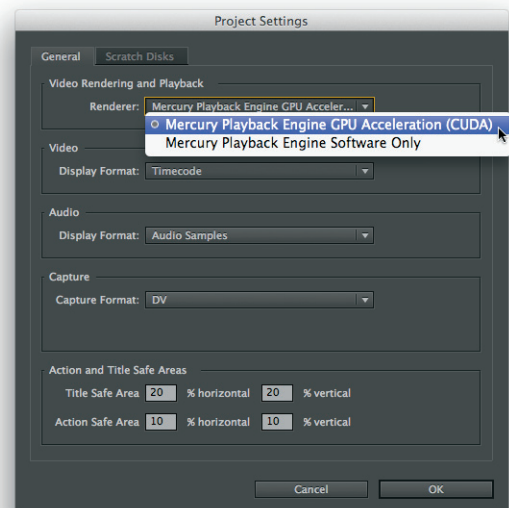 Project Settings
General Scratch Disks
Video Rendering and Playback
Renderer: Mercury Playback Engine GPU Acceler...
Mercury Playback Engine GPU Acceleration (CUDA)
Mercury Playback Engine Software Only
Video
Display Format: Timecode
Audio
Display Format: Audio Samples
Capture
Capture Format: DV
Action and Title Safe Areas
Title Safe Area 20 % horizontal 20 % vertical
Action Safe Area 10 % horizontal 10 % vertical
Cancel OK